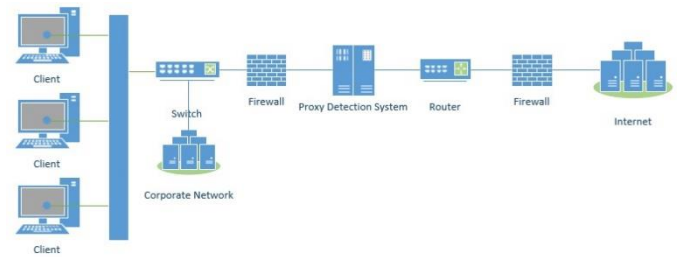 Client
Client
Client
Switch
Corporate Network
Firewall
Proxy Detection System
Router
Firewall
Internet